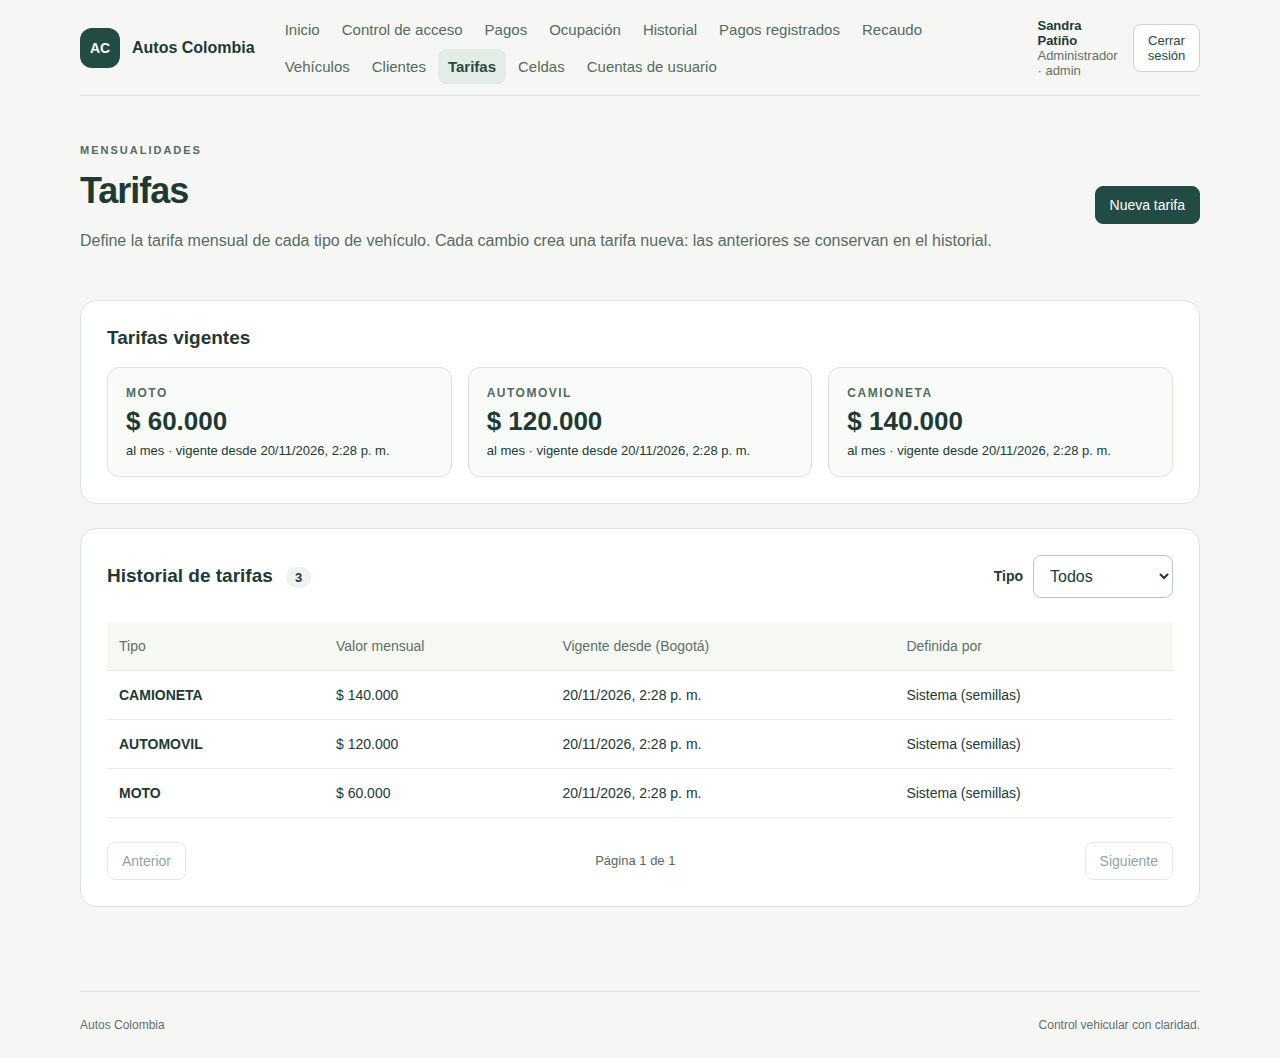 AC Autos Colombia
Inicio Control de acceso Pagos Ocupación Historial Pagos registrados Recaudo
Vehículos Clientes Tarifas Celdas Cuentas de usuario
Sandra
Patiño
Administrador
· admin
Cerrar
sesión
MENSUALIDADES
Tarifas
Nueva tarifa
Define la tarifa mensual de cada tipo de vehículo. Cada cambio crea una tarifa nueva: las anteriores se conservan en el historial.
Tarifas vigentes
MOTO
$ 60.000
al mes · vigente desde 20/11/2026, 2:28 p. m.
AUTOMOVIL
$ 120.000
al mes · vigente desde 20/11/2026, 2:28 p. m.
CAMIONETA
$ 140.000
al mes · vigente desde 20/11/2026, 2:28 p. m.
Historial de tarifas 3
Tipo Todos
Tipo Valor mensual Vigente desde (Bogotá) Definida por
CAMIONETA $ 140.000 20/11/2026, 2:28 p. m. Sistema (semillas)
AUTOMOVIL $ 120.000 20/11/2026, 2:28 p. m. Sistema (semillas)
MOTO $ 60.000 20/11/2026, 2:28 p. m. Sistema (semillas)
Anterior Página 1 de 1 Siguiente
Autos Colombia Control vehicular con claridad.